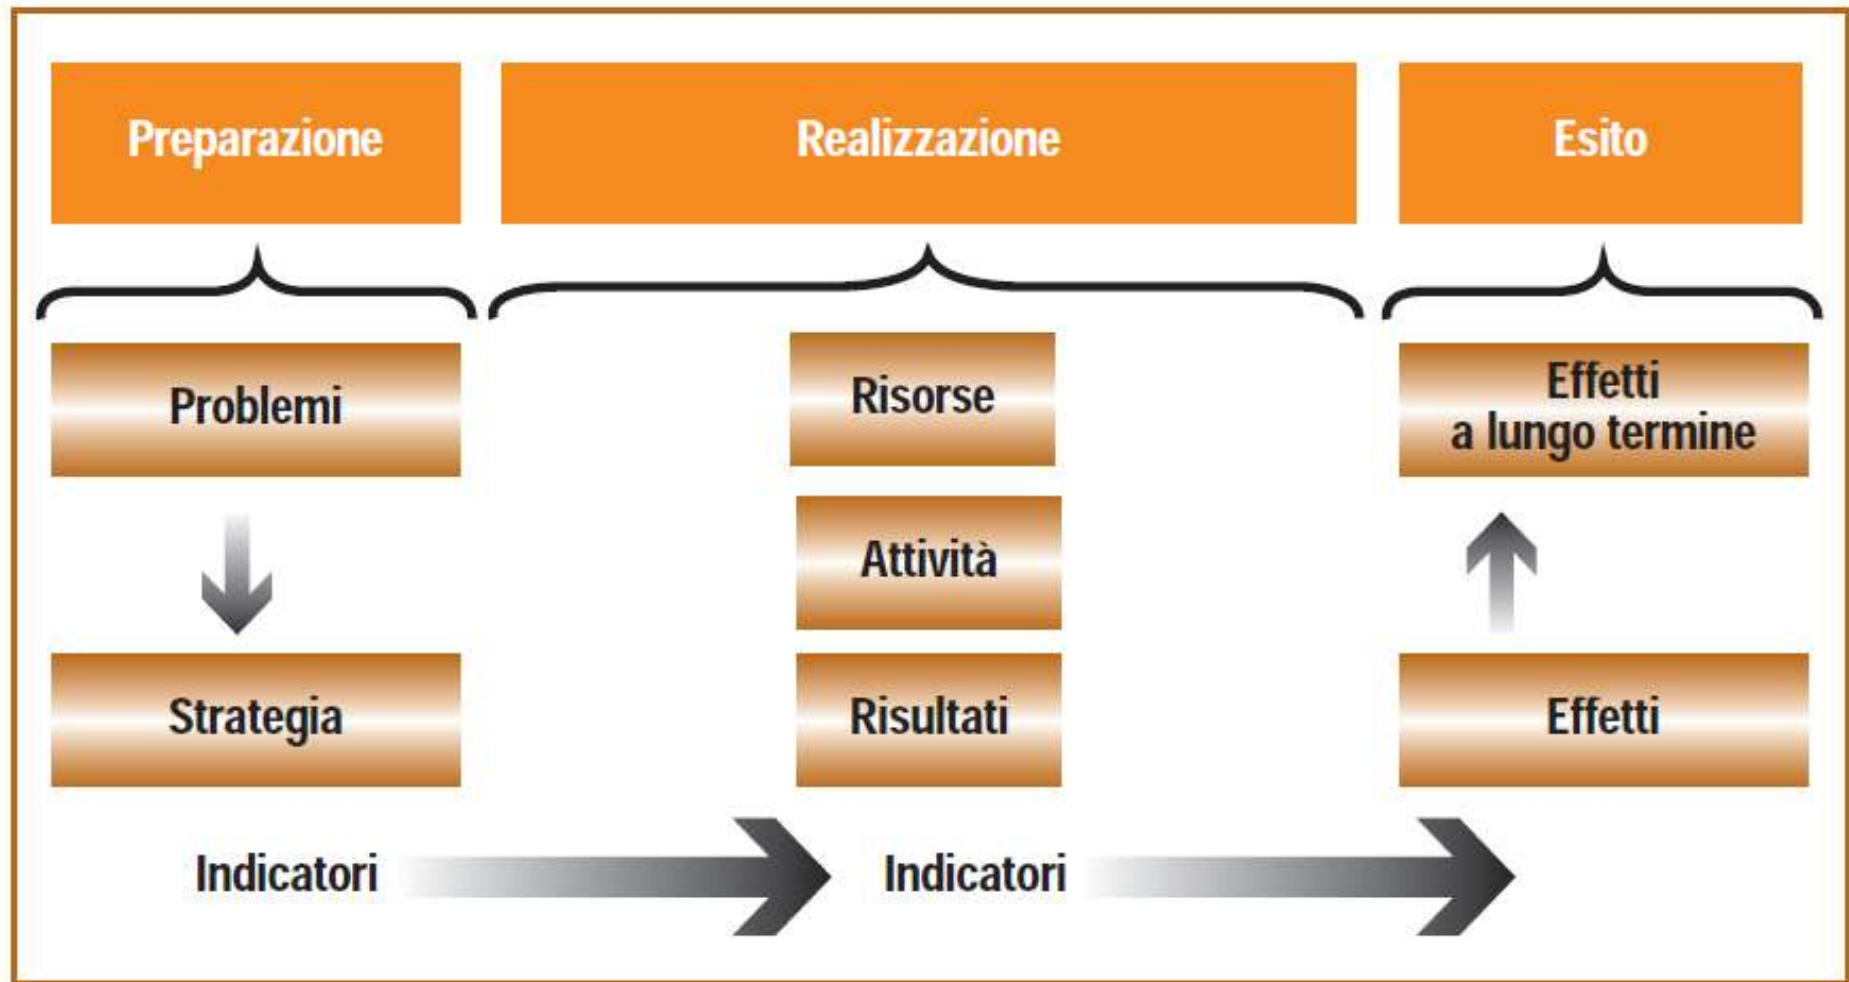 Preparazione
Realizzazione
Esito
Problemi
Risorse
Effetti
a lungo termine
Attività
Strategia
Risultati
Effetti
Indicatori
Indicatori